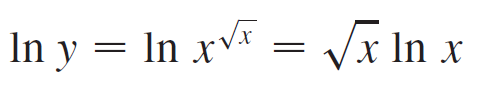 ln y = ln x^{√x} = √x ln x